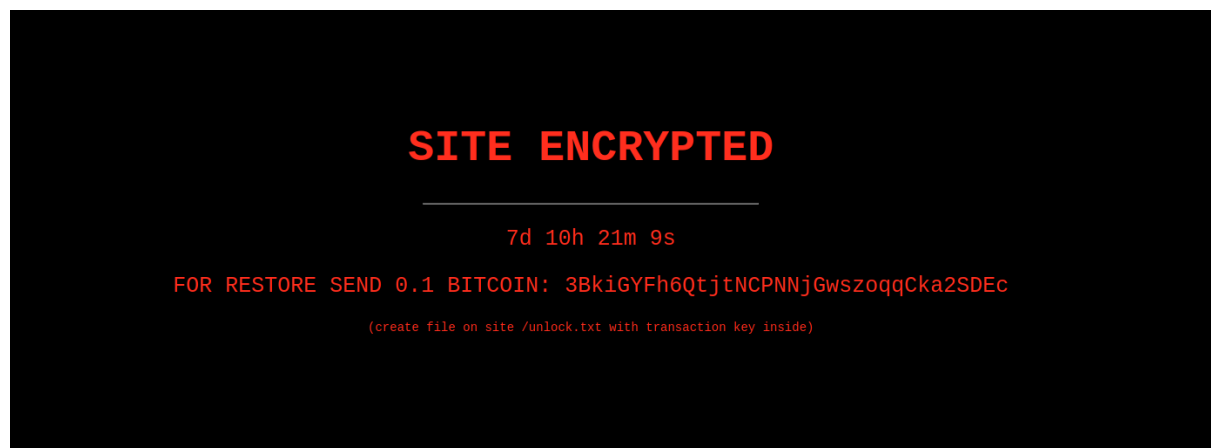 SITE ENCRYPTED
7d 10h 21m 9s
FOR RESTORE SEND 0.1 BITCOIN: 3BkiGYFh6QtjtNCPNNjGwszoqqCka2SDEc
(create file on site /unlock.txt with transaction key inside)